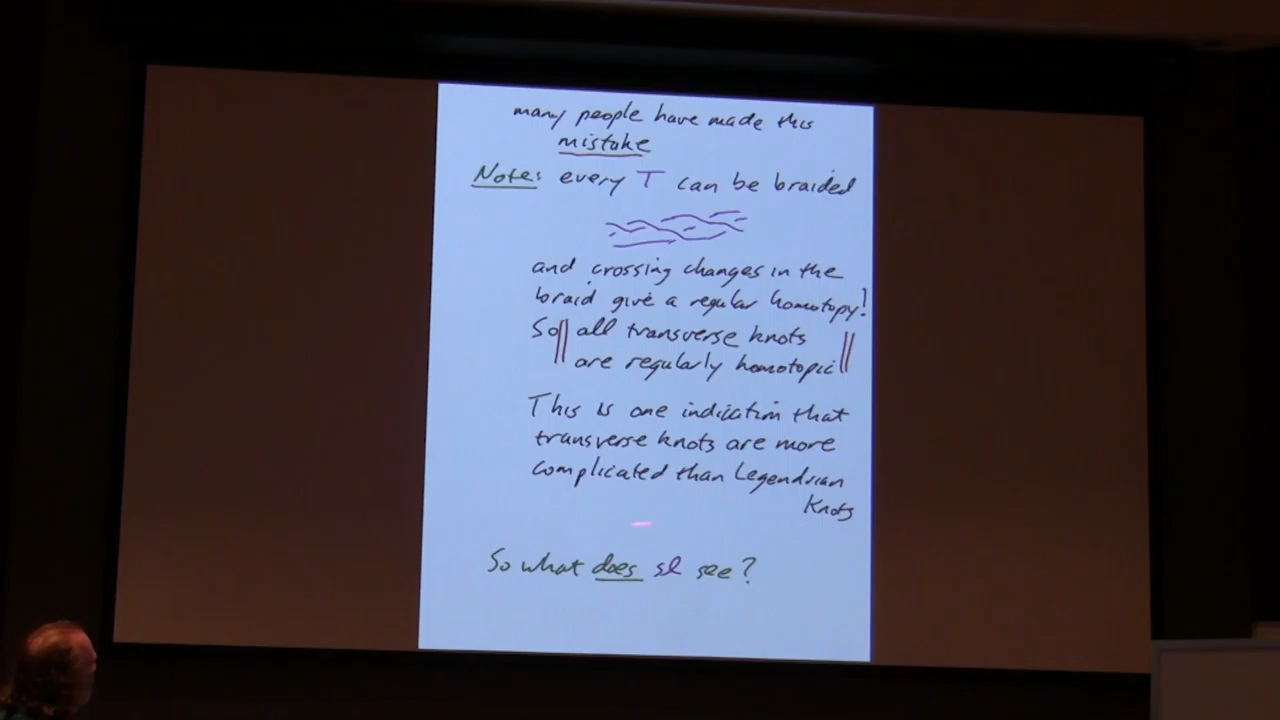 many people have made this
mistake
Note: every T can be braided
and crossing changes in the
braid give a regular homotopy!
So all transverse knots
are regularly homotopic
This is one indication that
transverse knots are more
complicated than Legendrian
knots
So what does sl see?